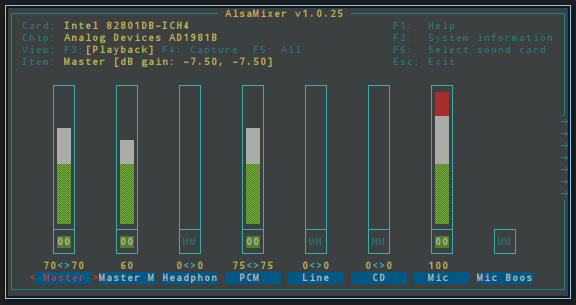 AlsaMixer v1.0.25
Card: Intel 82801DB-ICH4 F1: Help
Chip: Analog Devices AD1981B F2: System information
View: F3:[Playback] F4: Capture F5: All F6: Select sound card
Item: Master [dB gain: -7.50, -7.50] Esc: Exit
00 00 MM 00 MM MM 00 MM
70<>70 60 0<>0 75<>75 0<>0 0<>0 100
< Master >Master M Headphon PCM Line CD Mic Mic Boos